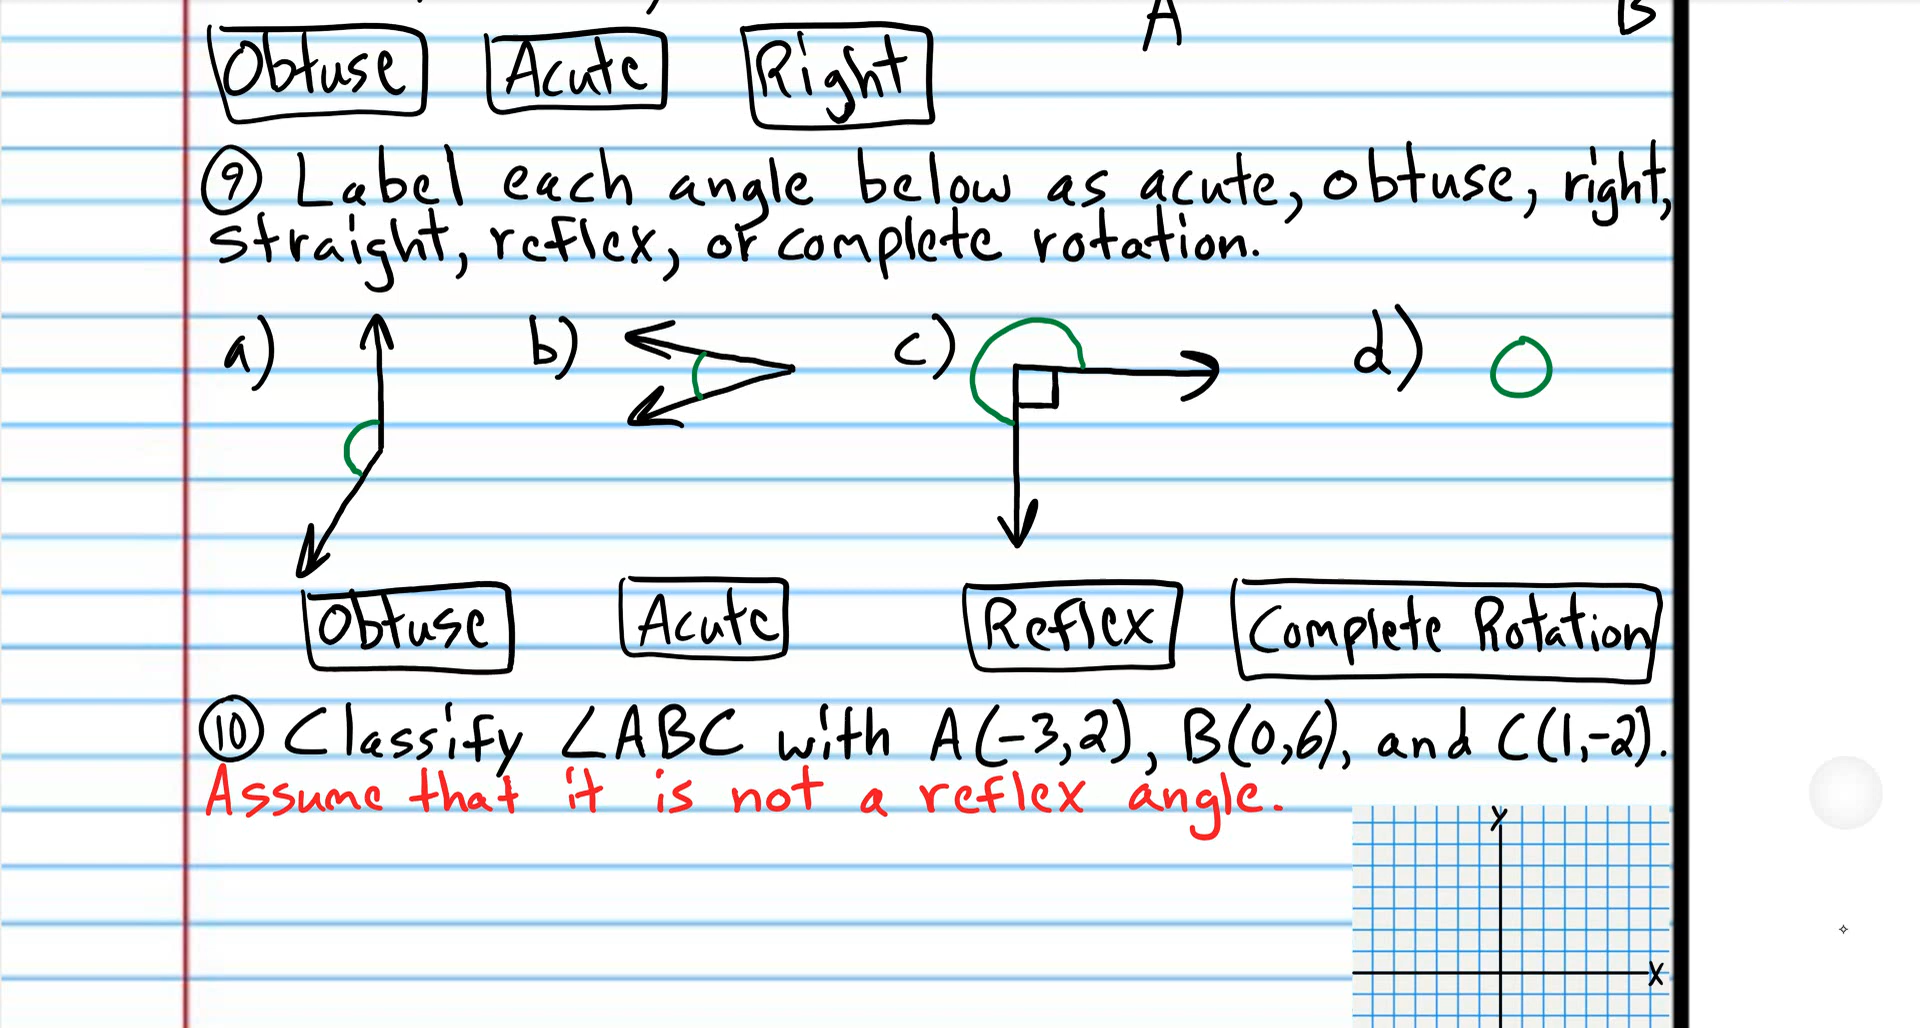 A B
Obtuse Acute Right
9 Label each angle below as acute, obtuse, right,
straight, reflex, or complete rotation.
a) b) c) d)
Obtuse Acute Reflex Complete Rotation
10 Classify ∠ABC with A(-3,2), B(0,6), and C(1,-2).
Assume that it is not a reflex angle.
y
x